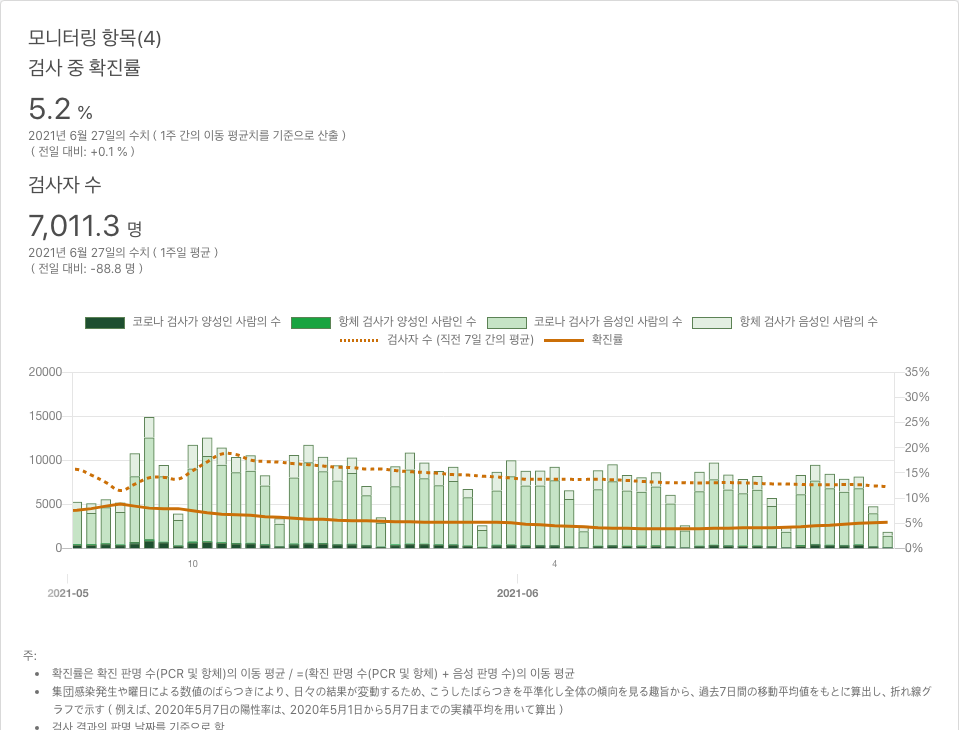 모니터링 항목(4)
검사 중 확진률
5.2 %
2021년 6월 27일의 수치 ( 1주 간의 이동 평균치를 기준으로 산출 )
( 전일 대비: +0.1 % )
검사자 수
7,011.3 명
2021년 6월 27일의 수치 ( 1주일 평균 )
( 전일 대비: -88.8 명 )
코로나 검사가 양성인 사람의 수 항체 검사가 양성인 사람인 수 코로나 검사가 음성인 사람의 수 항체 검사가 음성인 사람의 수
검사자 수 (직전 7일 간의 평균) 확진률
20000 35%
30%
15000 25%
20%
10000 15%
10%
5000 5%
0 0%
10 4
2021-05 2021-06
주:
• 확진률은 확진 판명 수(PCR 및 항체)의 이동 평균 / =(확진 판명 수(PCR 및 항체) + 음성 판명 수)의 이동 평균
• 集団感染発生や曜日による数値のばらつきにより、日々の結果が変動するため、こうしたばらつきを平準化し全体の傾向を見る趣旨から、過去7日間の移動平均値をもとに算出し、折れ線グ
ラフで示す ( 例えば、2020年5月7日の陽性率は、2020年5月1日から5月7日までの実績平均を用いて算出 )
• 검사 결과의 판명 날짜를 기준으로 함